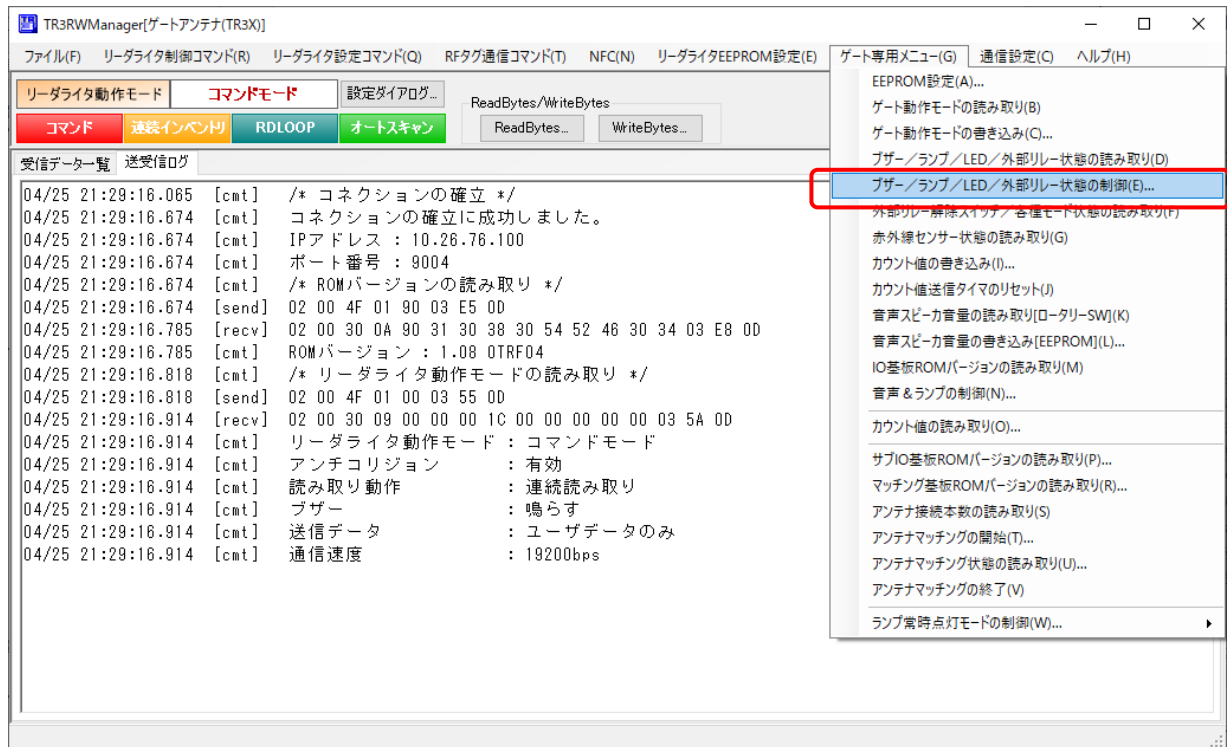 TR3RWManager[ゲートアンテナ(TR3X)]
ファイル(F) リーダライタ制御コマンド(R) リーダライタ設定コマンド(Q) RFタグ通信コマンド(T) NFC(N) リーダライタEEPROM設定(E) ゲート専用メニュー(G) 通信設定(C) ヘルプ(H)
リーダライタ動作モード コマンドモード 設定ダイアログ...
コマンド 連続インベントリ RDLOOP オートスキャン
ReadBytes/WriteBytes
ReadBytes... WriteBytes...
受信データ一覧 送受信ログ
04/25 21:29:16.065 [cmt] /* コネクションの確立 */
04/25 21:29:16.674 [cmt] コネクションの確立に成功しました。
04/25 21:29:16.674 [cmt] IPアドレス : 10.26.76.100
04/25 21:29:16.674 [cmt] ポート番号 : 9004
04/25 21:29:16.674 [cmt] /* ROMバージョンの読み取り */
04/25 21:29:16.674 [send] 02 00 4F 01 90 03 E5 0D
04/25 21:29:16.785 [recv] 02 00 30 0A 90 31 30 38 30 54 52 46 30 34 03 E8 0D
04/25 21:29:16.785 [cmt] ROMバージョン : 1.08 0TRF04
04/25 21:29:16.818 [cmt] /* リーダライタ動作モードの読み取り */
04/25 21:29:16.818 [send] 02 00 4F 01 00 03 55 0D
04/25 21:29:16.914 [recv] 02 00 30 09 00 00 00 1C 00 00 00 00 00 03 5A 0D
04/25 21:29:16.914 [cmt] リーダライタ動作モード : コマンドモード
04/25 21:29:16.914 [cmt] アンチコリジョン : 有効
04/25 21:29:16.914 [cmt] 読み取り動作 : 連続読み取り
04/25 21:29:16.914 [cmt] ブザー : 鳴らす
04/25 21:29:16.914 [cmt] 送信データ : ユーザデータのみ
04/25 21:29:16.914 [cmt] 通信速度 : 19200bps
EEPROM設定(A)...
ゲート動作モードの読み取り(B)
ゲート動作モードの書き込み(C)...
ブザー／ランプ／LED／外部リレー状態の読み取り(D)
ブザー／ランプ／LED／外部リレー状態の制御(E)...
外部リレー解除スイッチ／各種モード状態の読み取り(F)
赤外線センサー状態の読み取り(G)
カウント値の書き込み(I)...
カウント値送信タイマのリセット(J)
音声スピーカ音量の読み取り[ロータリーSW](K)
音声スピーカ音量の書き込み[EEPROM](L)...
IO基板ROMバージョンの読み取り(M)
音声＆ランプの制御(N)...
カウント値の読み取り(O)...
サブIO基板ROMバージョンの読み取り(P)...
マッチング基板ROMバージョンの読み取り(R)...
アンテナ接続本数の読み取り(S)
アンテナマッチングの開始(T)...
アンテナマッチング状態の読み取り(U)...
アンテナマッチングの終了(V)
ランプ常時点灯モードの制御(W)...